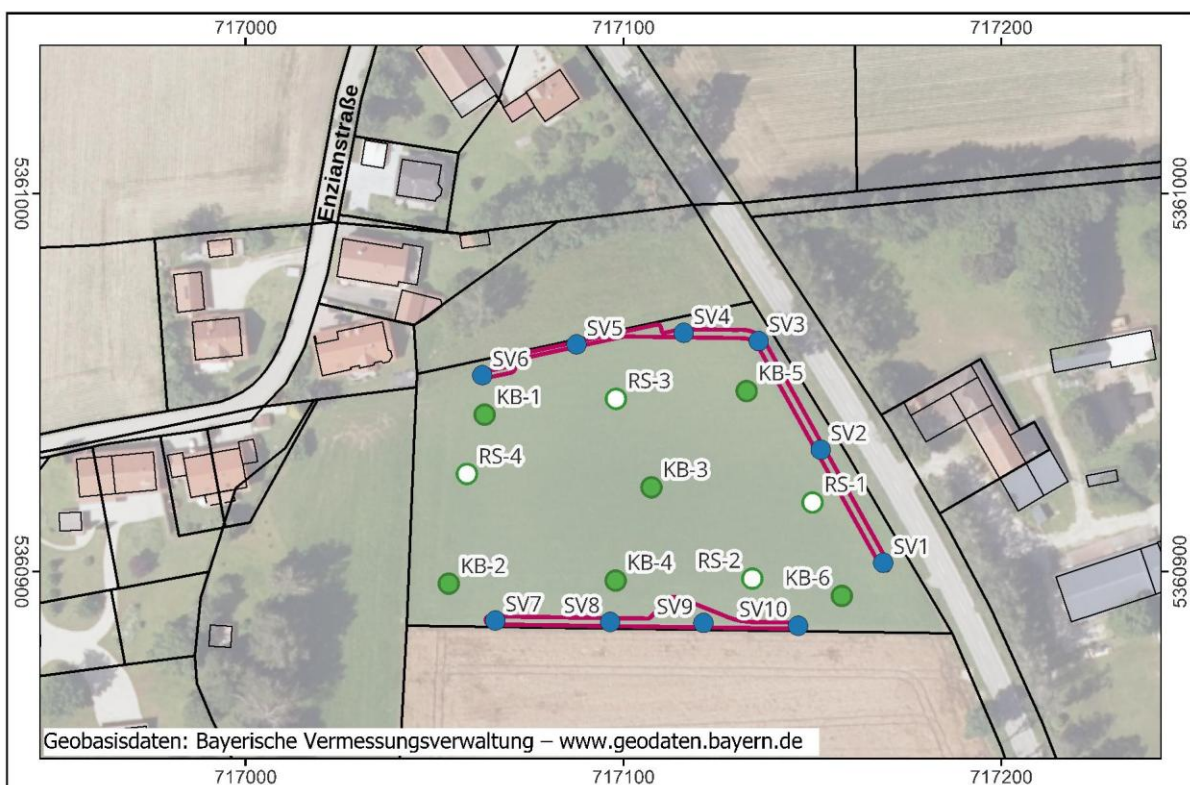 717000
717100
717200
Enzianstraße
5361000
5361000
SV4
SV3
SV5
SV6
RS-3
KB-5
KB-1
SV2
RS-4
KB-3
RS-1
SV1
KB-2
KB-4
RS-2
KB-6
5360900
5360900
SV7
SV8
SV9
SV10
Geobasisdaten: Bayerische Vermessungsverwaltung – www.geodaten.bayern.de
717000
717100
717200